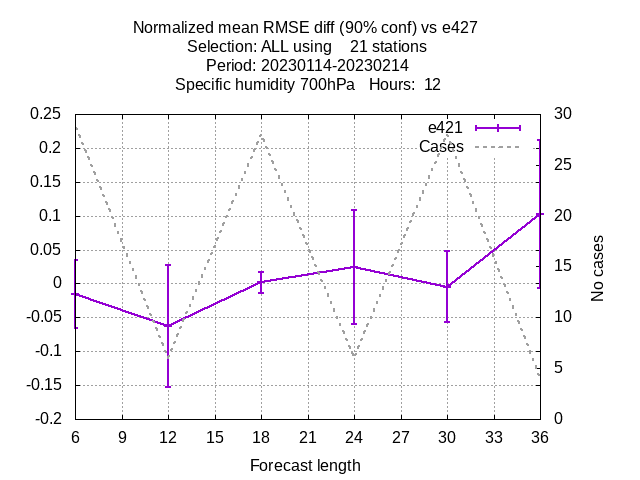 Normalized mean RMSE diff (90% conf) vs e427
Selection: ALL using    21 stations
Period: 20230114-20230214
Specific humidity 700hPa   Hours:  12
e421
Cases
0.25
0.2
0.15
0.1
0.05
0
-0.05
-0.1
-0.15
-0.2
30
25
20
15
10
5
0
No cases
6 9 12 15 18 21 24 27 30 33 36
Forecast length